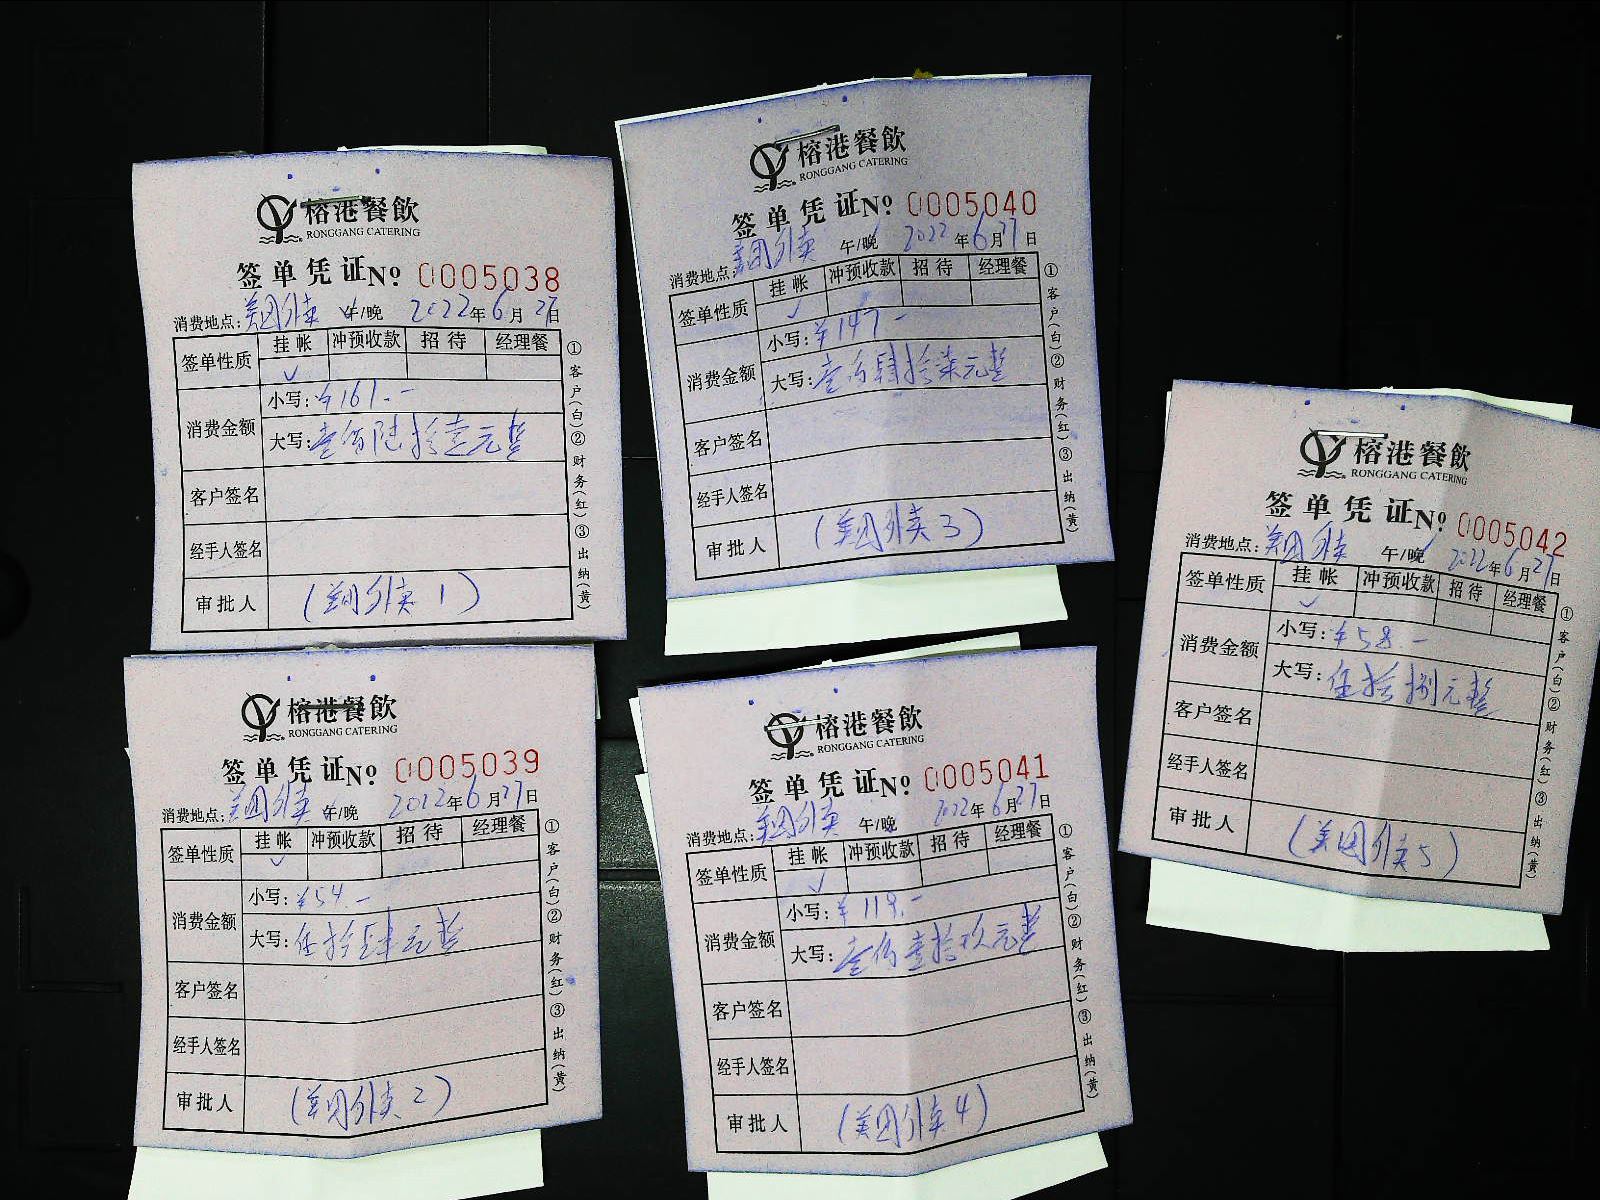 榕港餐飲
RONGGANG CATERING
签单凭证№ 0005038
消费地点:美团外卖 午/晚 2022年6月27日
签单性质 挂帐 冲预收款 招待 经理餐
✓
消费金额 小写:¥161.-
大写:壹佰陆拾壹元整
客户签名
经手人签名
审批人 (美团外卖1)
①客户(白)②财务(红)③出纳(黄)
榕港餐飲
RONGGANG CATERING
签单凭证№ 0005039
消费地点:美团外卖 午/晚 2022年6月27日
签单性质 挂帐 冲预收款 招待 经理餐
✓
消费金额 小写:¥54.-
大写:伍拾肆元整
客户签名
经手人签名
审批人 (美团外卖2)
①客户(白)②财务(红)③出纳(黄)
榕港餐飲
RONGGANG CATERING
签单凭证№ 0005040
消费地点:美团外卖 午/晚 2022年6月27日
签单性质 挂帐 冲预收款 招待 经理餐
✓
消费金额 小写:¥147-
大写:壹佰肆拾柒元整
客户签名
经手人签名
审批人 (美团外卖3)
①客户(白)②财务(红)③出纳(黄)
榕港餐飲
RONGGANG CATERING
签单凭证№ 0005041
消费地点:美团外卖 午/晚 2022年6月27日
签单性质 挂帐 冲预收款 招待 经理餐
✓
消费金额 小写:¥119.-
大写:壹佰壹拾玖元整
客户签名
经手人签名
审批人 (美团外卖4)
①客户(白)②财务(红)③出纳(黄)
榕港餐飲
RONGGANG CATERING
签单凭证№ 0005042
消费地点:美团外卖 午/晚 2022年6月27日
签单性质 挂帐 冲预收款 招待 经理餐
✓
消费金额 小写:¥58.-
大写:伍拾捌元整
客户签名
经手人签名
审批人 (美团外卖5)
①客户(白)②财务(红)③出纳(黄)